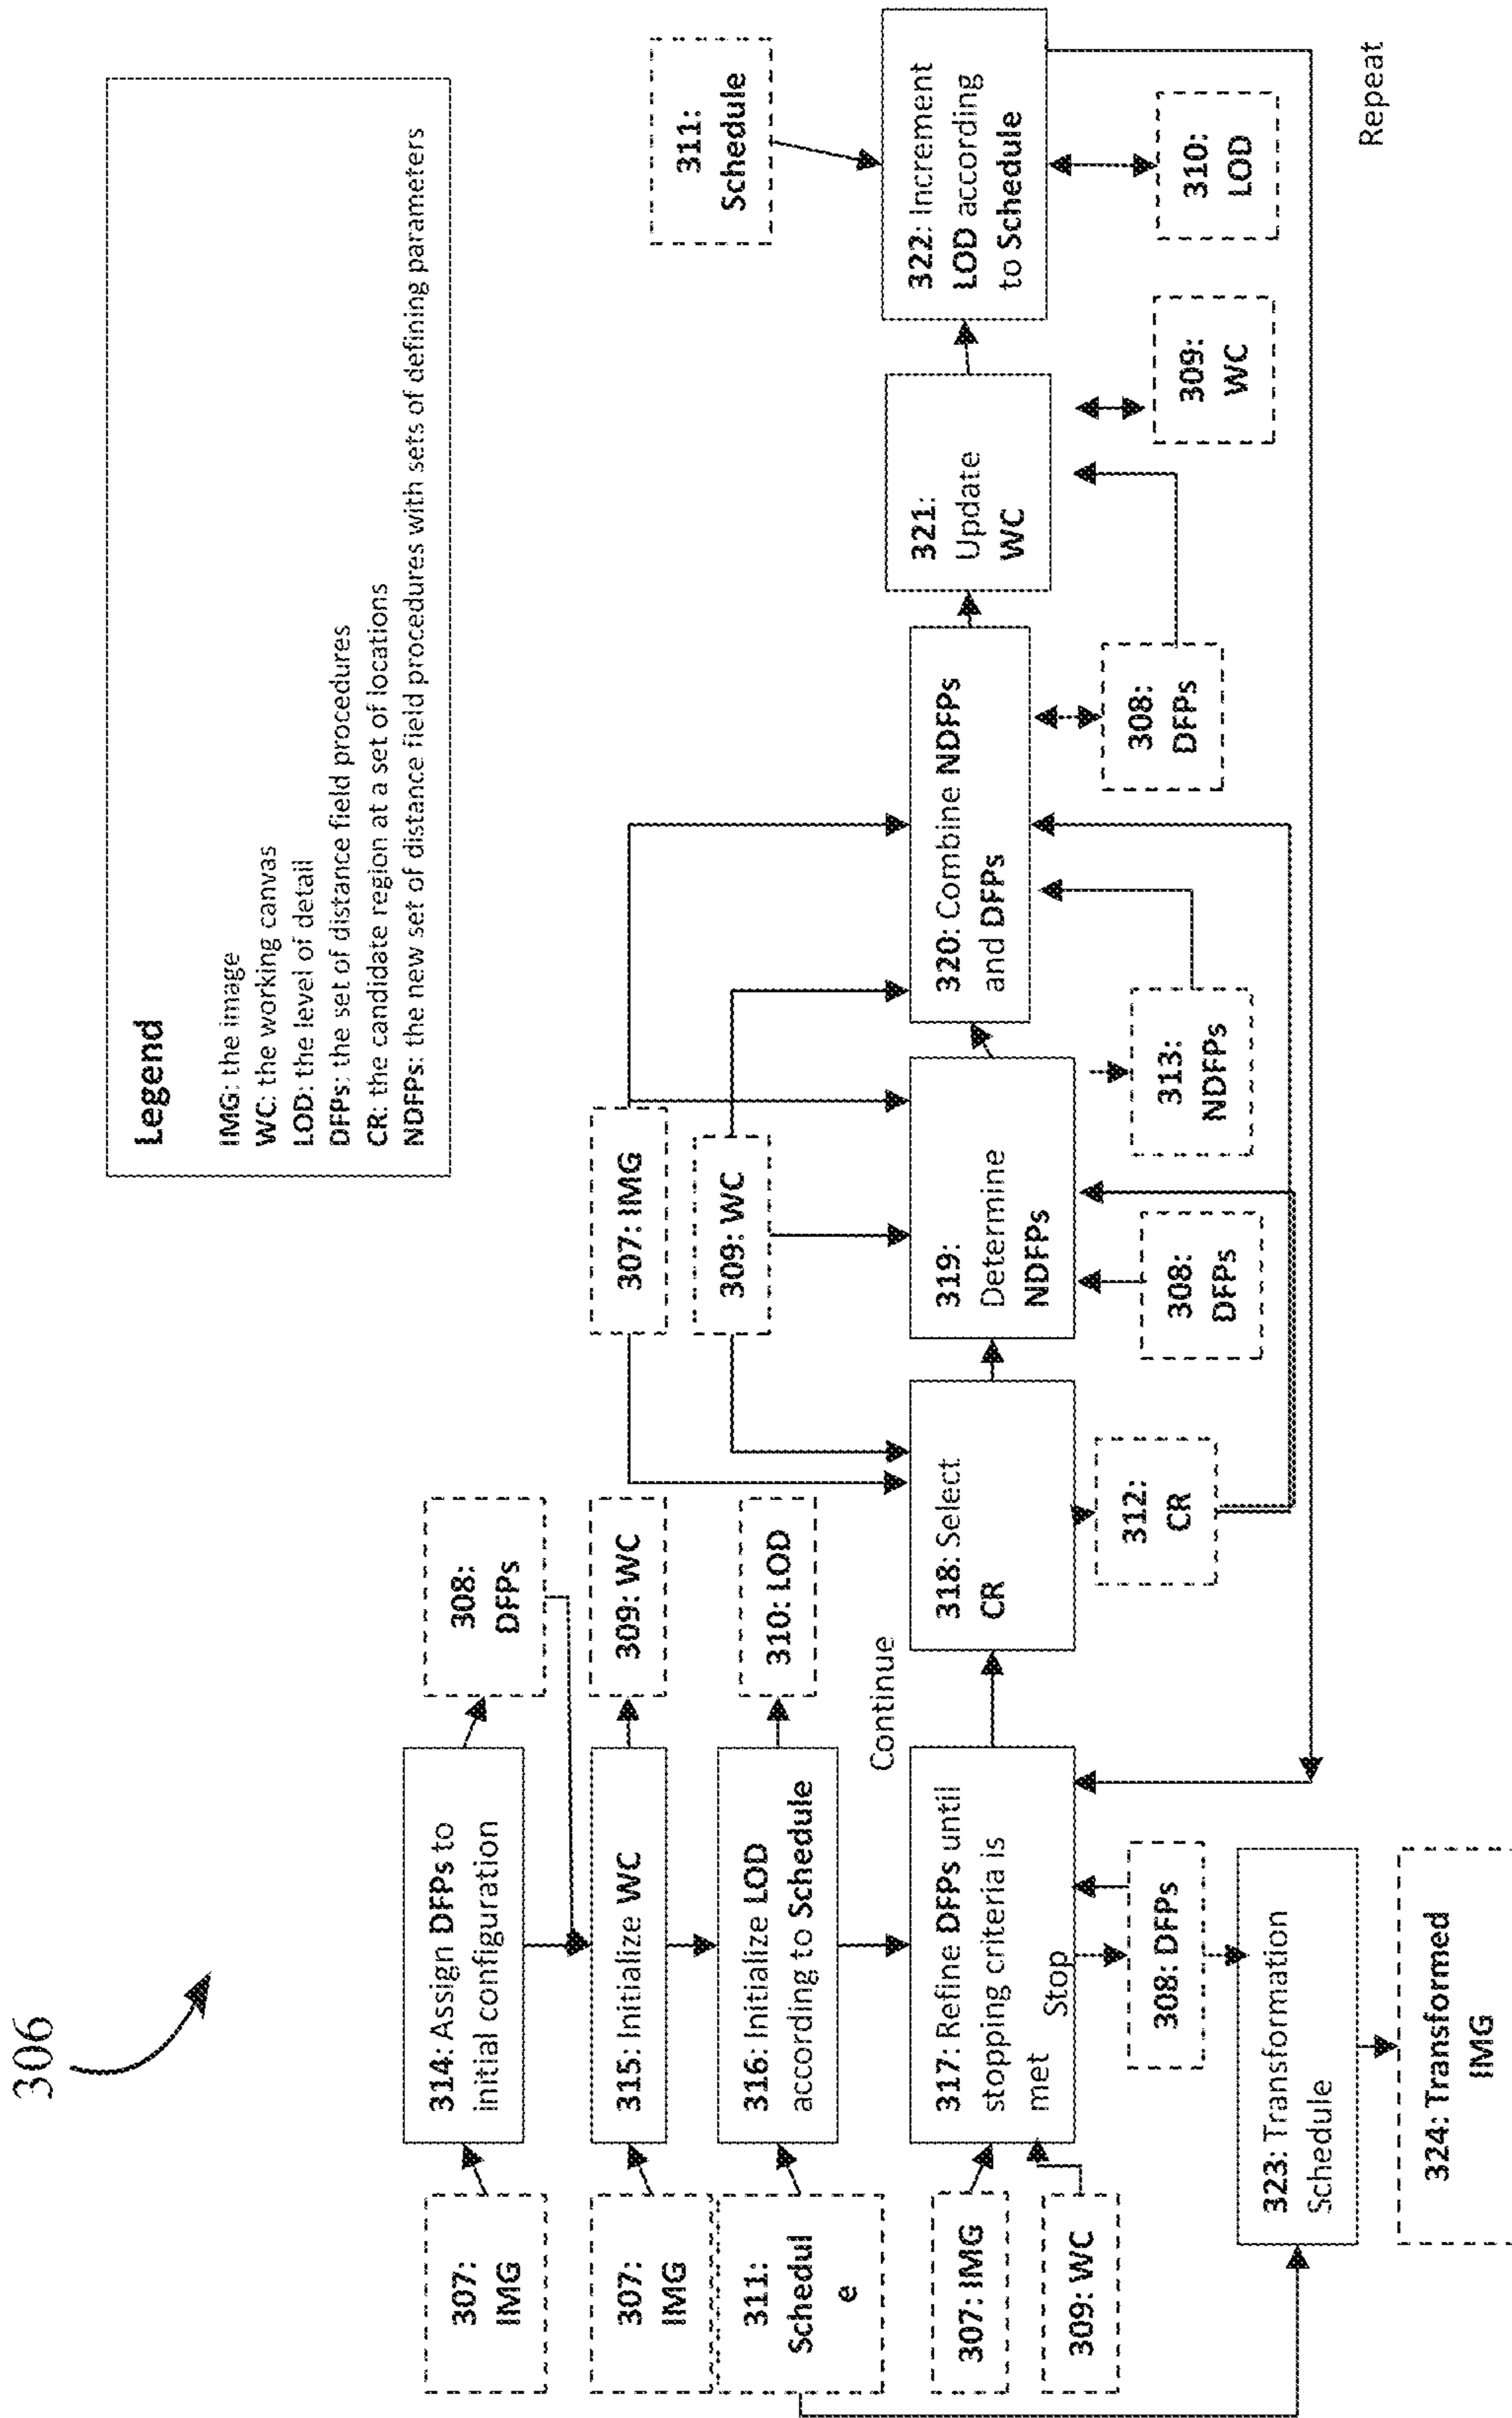 306
Legend
IMG: the image
WC: the working canvas
LOD: the level of detail
DFPs: the set of distance field procedures
CR: the candidate region at a set of locations
NDFPs: the new set of distance field procedures with sets of defining parameters
307:
IMG
314: Assign DFPs to
initial configuration
308:
DFPs
307:
IMG
315: Initialize WC
309: WC
311:
Schedul
e
316: Initialize LOD
according to Schedule
310: LOD
307: IMG
309: WC
317: Refine DFPs until
stopping criteria is
met
Stop
Continue
308: DFPs
323: Transformation
Schedule
324: Transformed
IMG
318: Select
CR
312:
CR
307: IMG
309: WC
319:
Determine
NDFPs
308:
DFPs
313:
NDFPs
320: Combine NDFPs
and DFPs
308:
DFPs
321:
Update
WC
309:
WC
311:
Schedule
322: Increment
LOD according
to Schedule
310:
LOD
Repeat